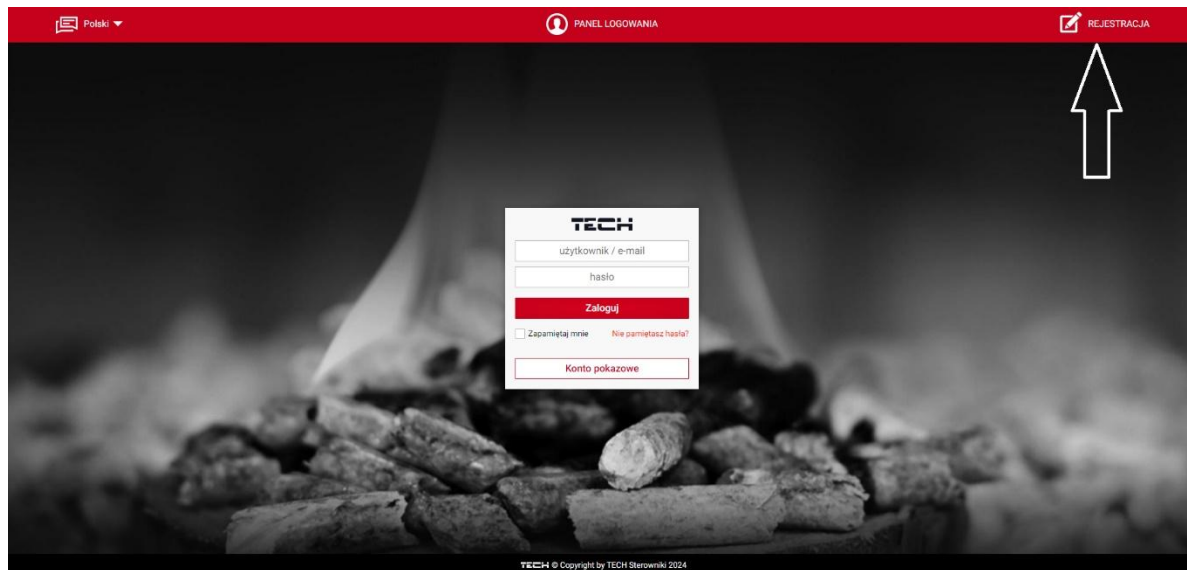 Polski
PANEL LOGOWANIA
REJESTRACJA
TECH
użytkownik / e-mail
hasło
Zaloguj
Zapamiętaj mnie
Nie pamiętasz hasła?
Konto pokazowe
TECH © Copyright by TECH Sterowniki 2024